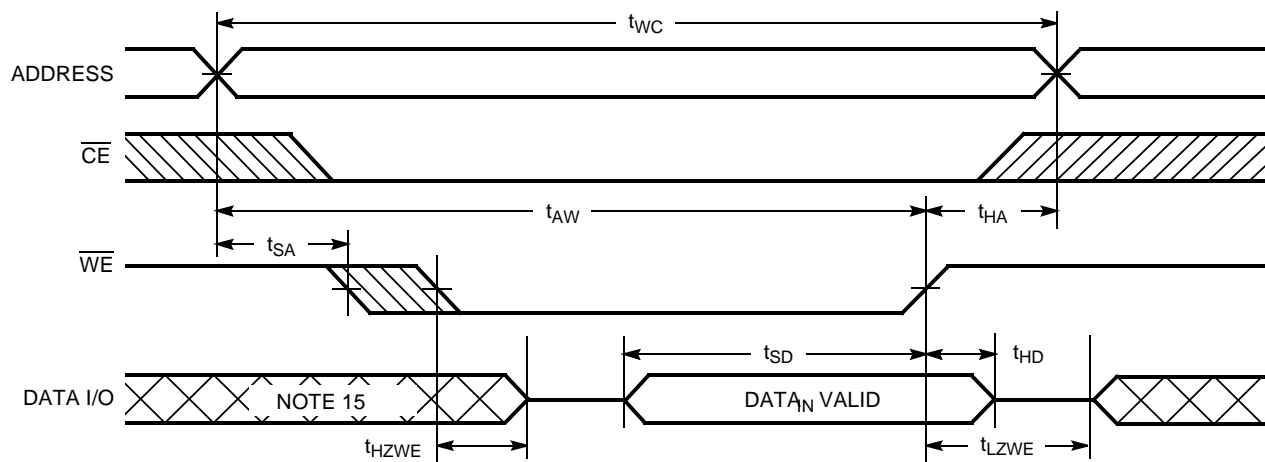 tWC
ADDRESS
CE
tAW
tHA
tSA
WE
tSD
tHD
DATA I/O
NOTE 15
DATAIN VALID
tHZWE
tLZWE